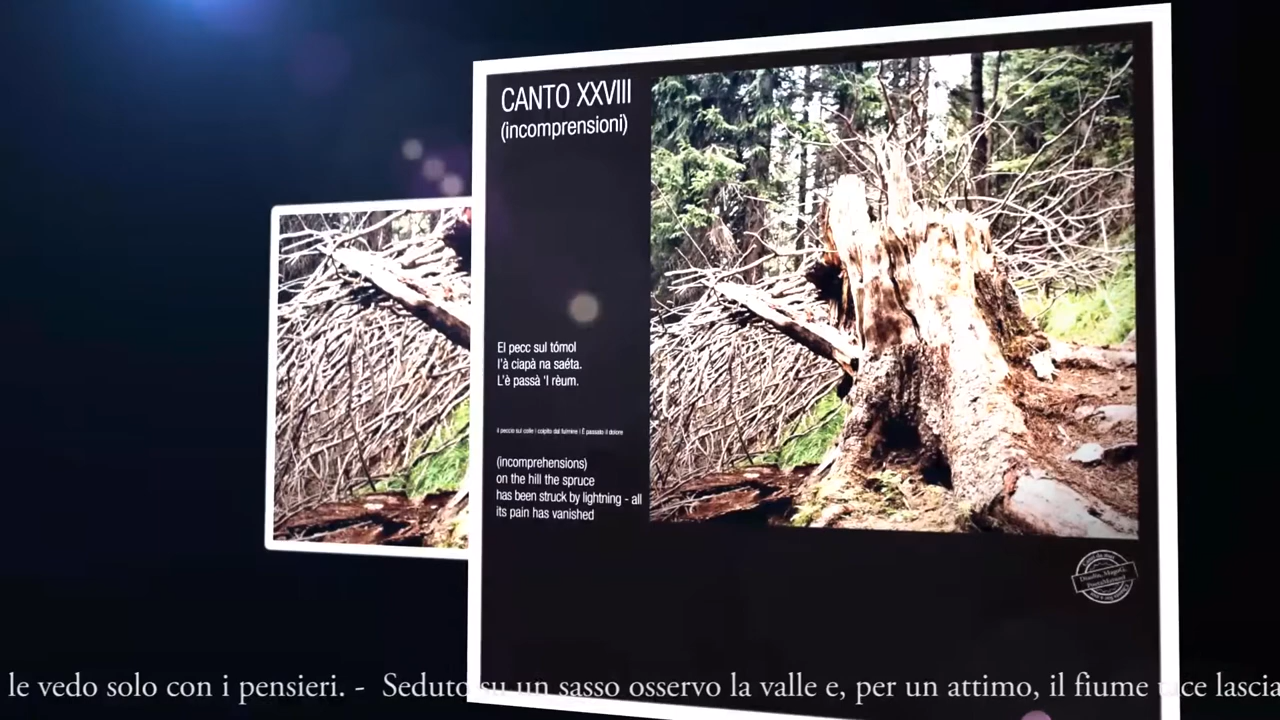 CANTO XXVIII
(incomprensioni)
El pecc sul tómol
l'à ciapà na saéta.
L'è passà 'l rèum.
il peccio sul colle | colpito dal fulmine | È passato il dolore
(incomprehensions)
on the hill the spruce
has been struck by lightning - all
its pain has vanished
le vedo solo con i pensieri. - Seduto su un sasso osservo la valle e, per un attimo, il fiume tace lascia